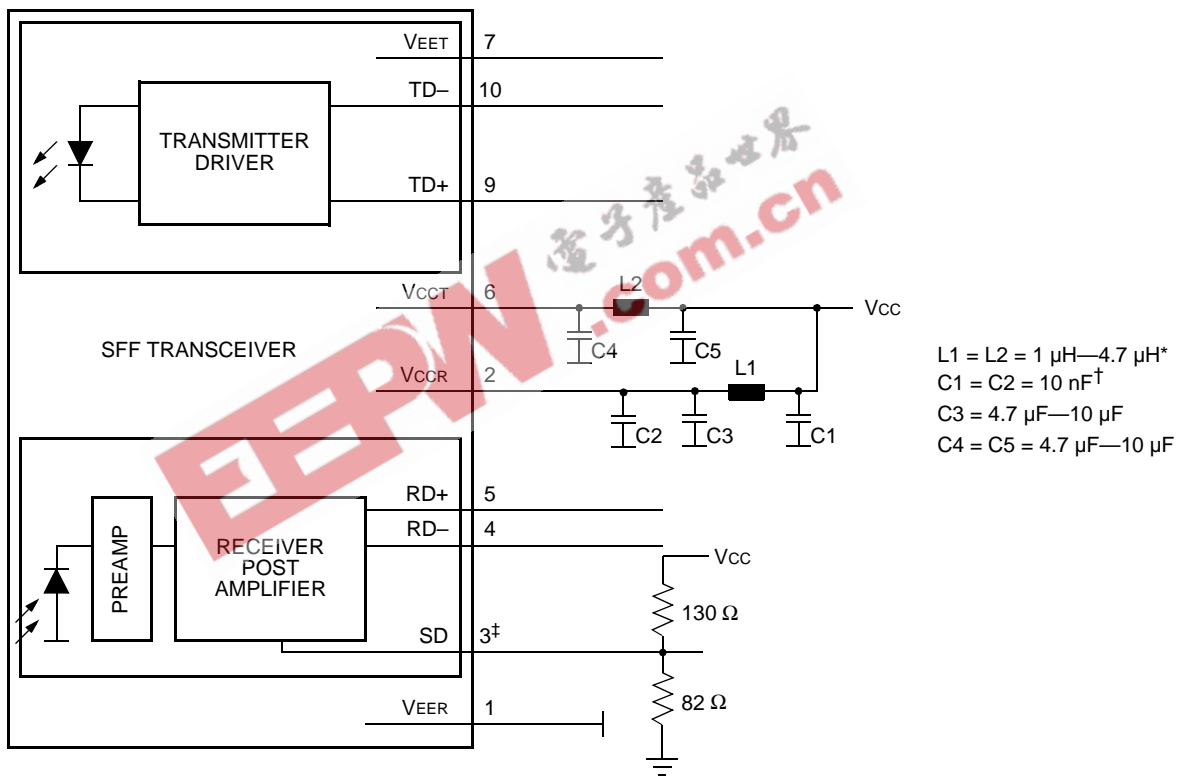 VEET 7
TD– 10
TRANSMITTER
DRIVER
TD+ 9
電子產品世界
.com.cn
EEPW
VCCT 6
L2
VCC
C4
C5
SFF TRANSCEIVER
L1
VCCR 2
C2
C3
C1
L1 = L2 = 1 µH—4.7 µH*
C1 = C2 = 10 nF†
C3 = 4.7 µF—10 µF
C4 = C5 = 4.7 µF—10 µF
RD+ 5
RD– 4
PREAMP
RECEIVER
POST
AMPLIFIER
VCC
130 Ω
SD 3‡
82 Ω
VEER 1